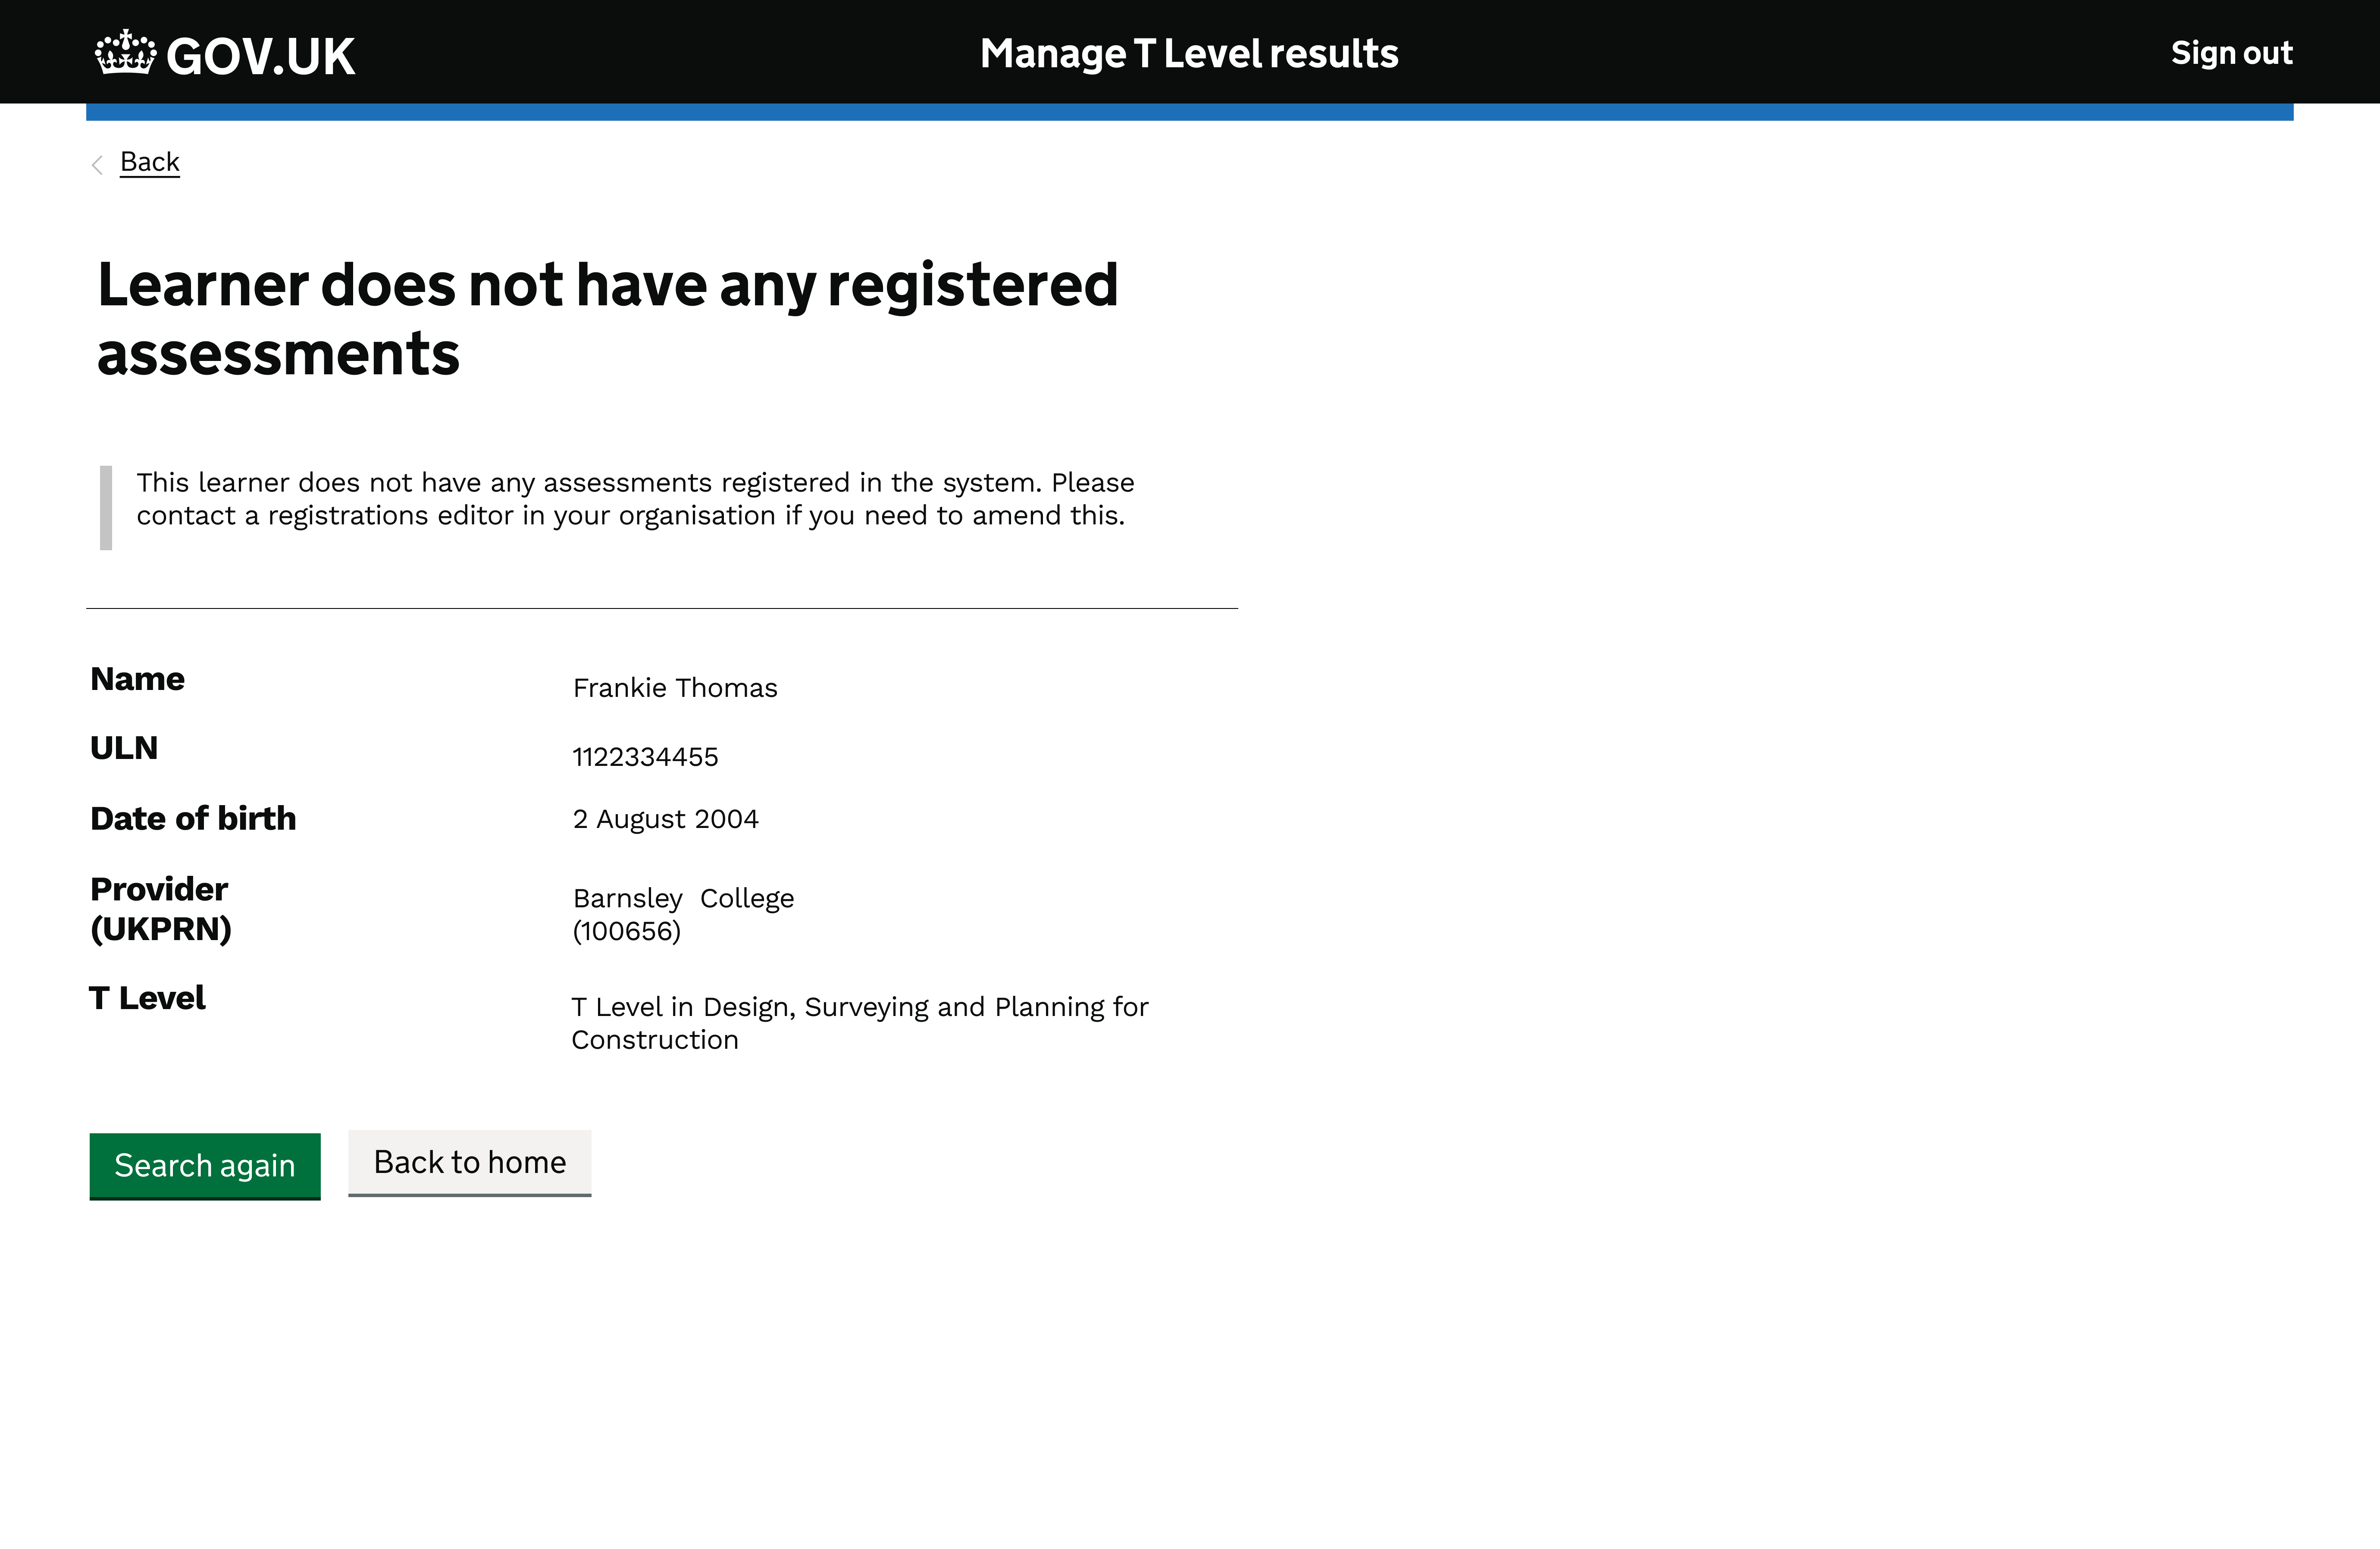 GOV.UK
Manage T Level results
Sign out
Back
Learner does not have any registered
assessments
This learner does not have any assessments registered in the system. Please
contact a registrations editor in your organisation if you need to amend this.
Name
Frankie Thomas
ULN
1122334455
Date of birth
2 August 2004
Provider
(UKPRN)
Barnsley  College
(100656)
T Level
T Level in Design, Surveying and Planning for
Construction
Search again
Back to home